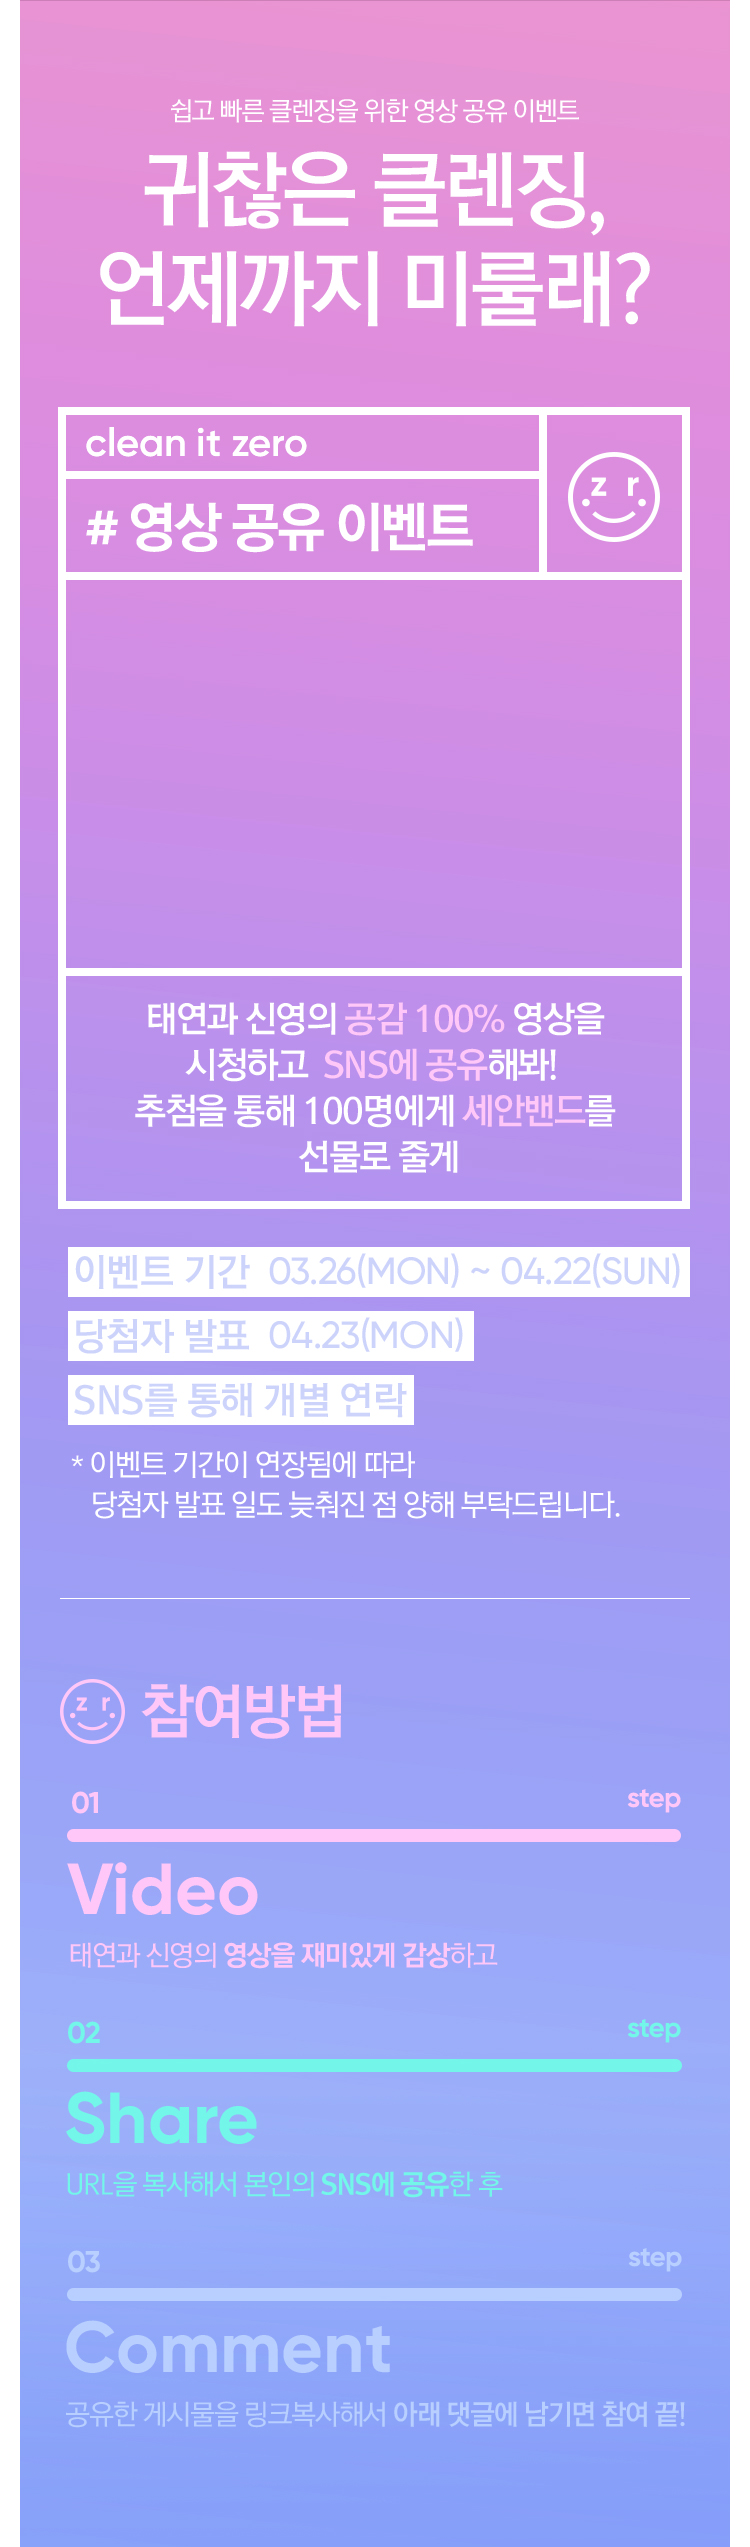 쉽고 빠른 클렌징을 위한 영상 공유 이벤트
귀찮은 클렌징,
언제까지 미룰래?
clean it zero
z r
# 영상 공유 이벤트
태연과 신영의 공감 100% 영상을
시청하고 SNS에 공유해봐!
추첨을 통해 100명에게 세안밴드를
선물로 줄게
이벤트 기간 03.26(MON) ~ 04.22(SUN)
당첨자 발표 04.23(MON)
SNS를 통해 개별 연락
* 이벤트 기간이 연장됨에 따라
당첨자 발표 일도 늦춰진 점 양해 부탁드립니다.
z r 참여방법
01 step
Video
태연과 신영의 영상을 재미있게 감상하고
02 step
Share
URL을 복사해서 본인의 SNS에 공유한 후
03 step
Comment
공유한 게시물을 링크복사해서 아래 댓글에 남기면 참여 끝!